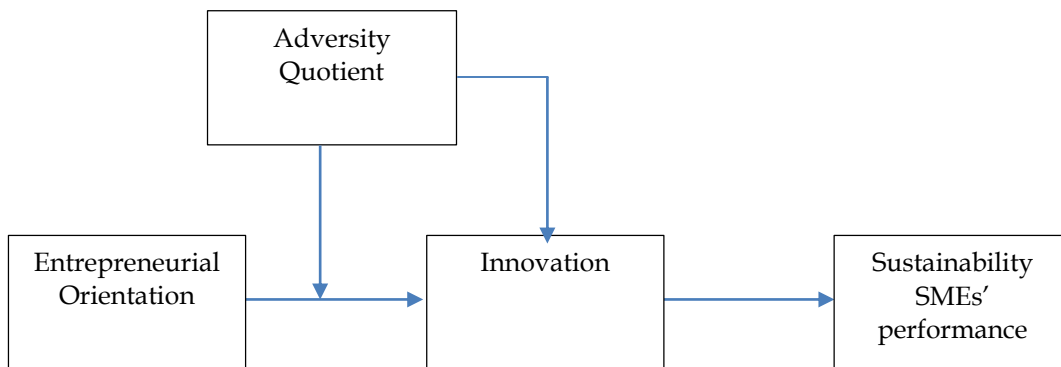 Adversity
Quotient
Entrepreneurial
Orientation
Innovation
Sustainability
SMEs’
performance